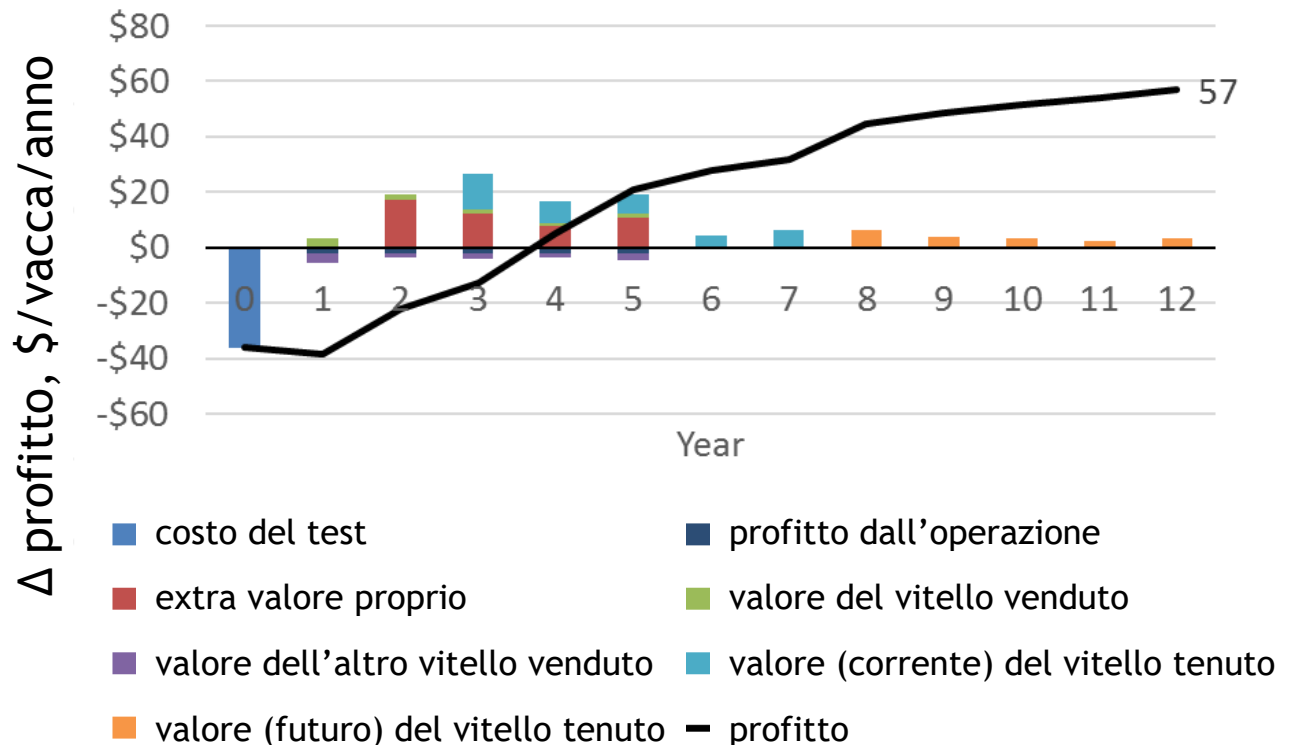 Δ profitto, $/vacca/anno
$80
$60
$40
$20
$0
-$20
-$40
-$60
57
0 1 2 3 4 5 6 7 8 9 10 11 12
Year
costo del test
profitto dall’operazione
extra valore proprio
valore del vitello venduto
valore dell’altro vitello venduto
valore (corrente) del vitello tenuto
valore (futuro) del vitello tenuto
profitto